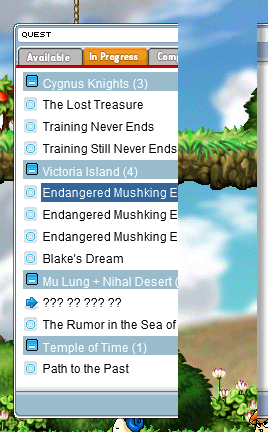 QUEST
Available In Progress Comp
Cygnus Knights (3)
The Lost Treasure
Training Never Ends
Training Still Never Ends
Victoria Island (4)
Endangered Mushking E
Endangered Mushking E
Endangered Mushking E
Blake's Dream
Mu Lung + Nihal Desert (
??? ?? ??? ??
The Rumor in the Sea of
Temple of Time (1)
Path to the Past